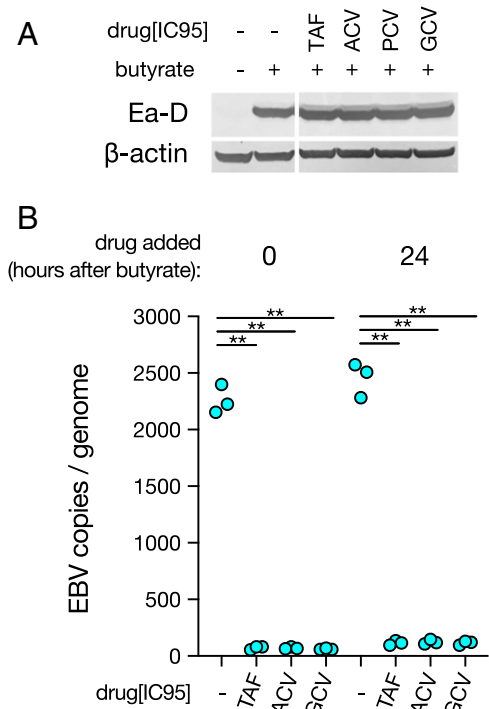 A
drug[IC95] - - TAF ACV PCV GCV
butyrate - + + + + +
Ea-D
β-actin
B
drug added
(hours after butyrate): 0 24
** **
** **
** **
3000
2500
2000
1500
1000
500
0
EBV copies / genome
drug[IC95] - TAF ACV GCV - TAF ACV GCV